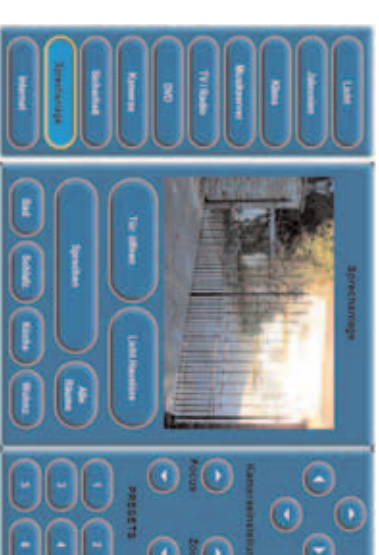 Licht
Jalousien
Klima
Musikserver
TV / Radio
DVD
Kameras
Sicherheit
Sprechanlage
Internet
Sprechanlage
Tür öffnen
Licht Haustüre
Sprechen
Alle Räume
Bad
Schlafz.
Küche
Wohnz.
Focus
PRESETS
1
2
3
4
5
6